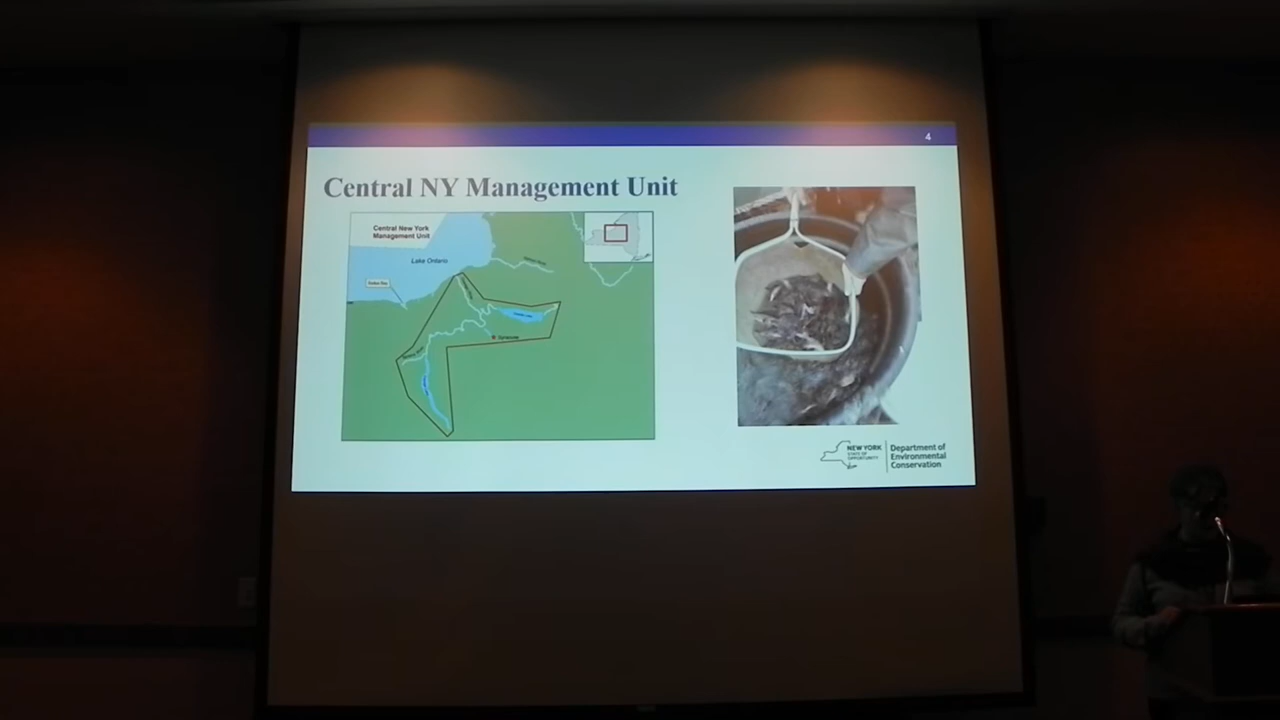 4
Central NY Management Unit
Central New York
Management Unit
Lake Ontario
Syracuse
NEW YORK
STATE OF
OPPORTUNITY
Department of
Environmental
Conservation